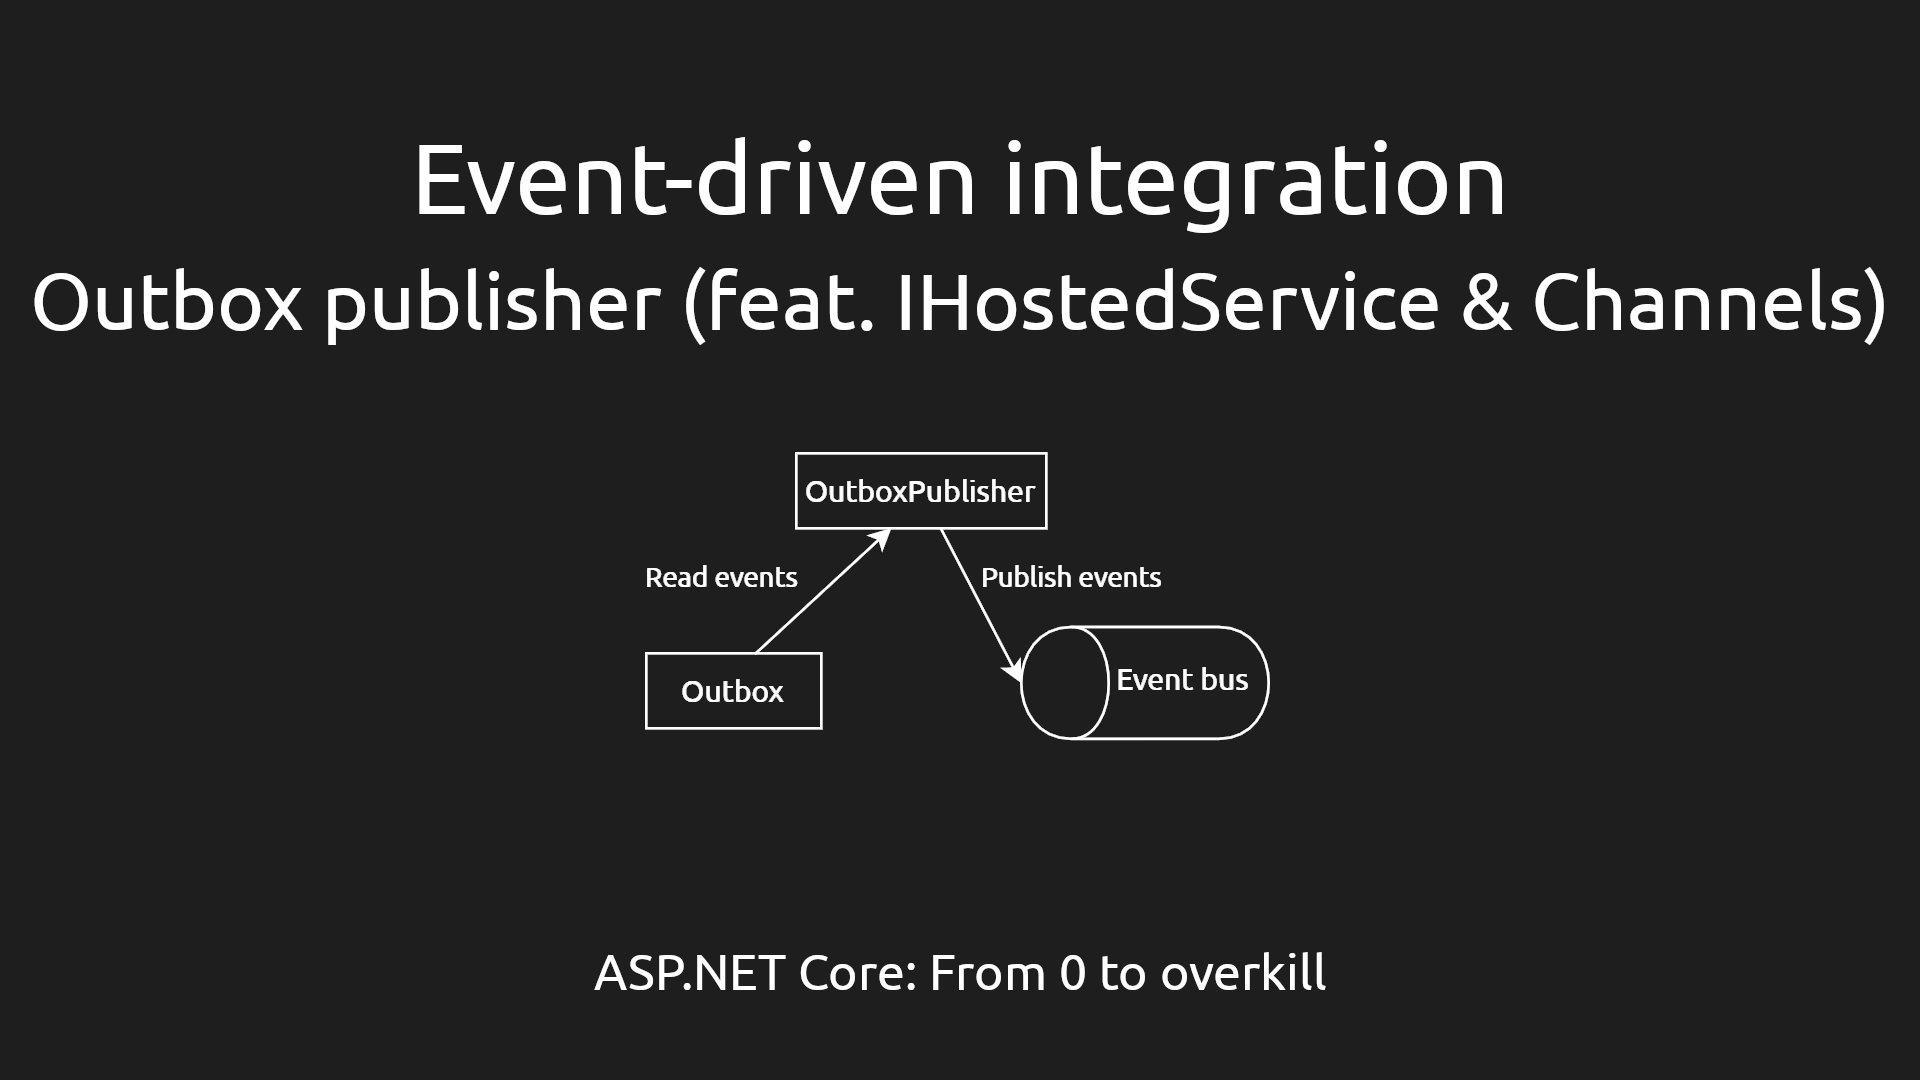 Event-driven integration
Outbox publisher (feat. IHostedService & Channels)
OutboxPublisher
Read events
Publish events
Outbox
Event bus
ASP.NET Core: From 0 to overkill